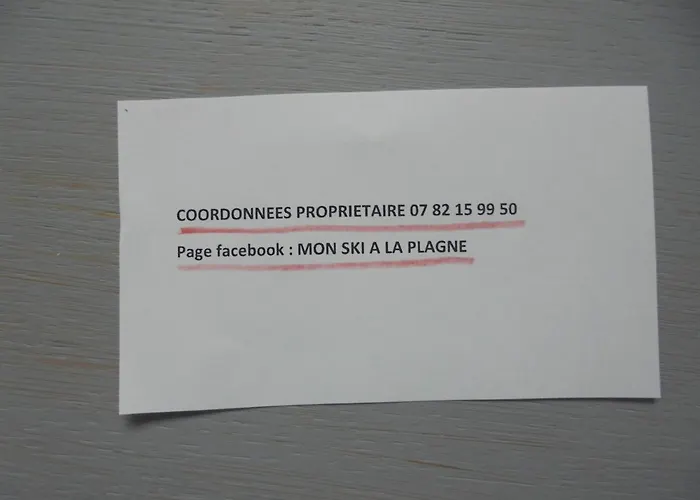 COORDONNEES PROPRIETAIRE 07 82 15 99 50
Page facebook : MON SKI A LA PLAGNE